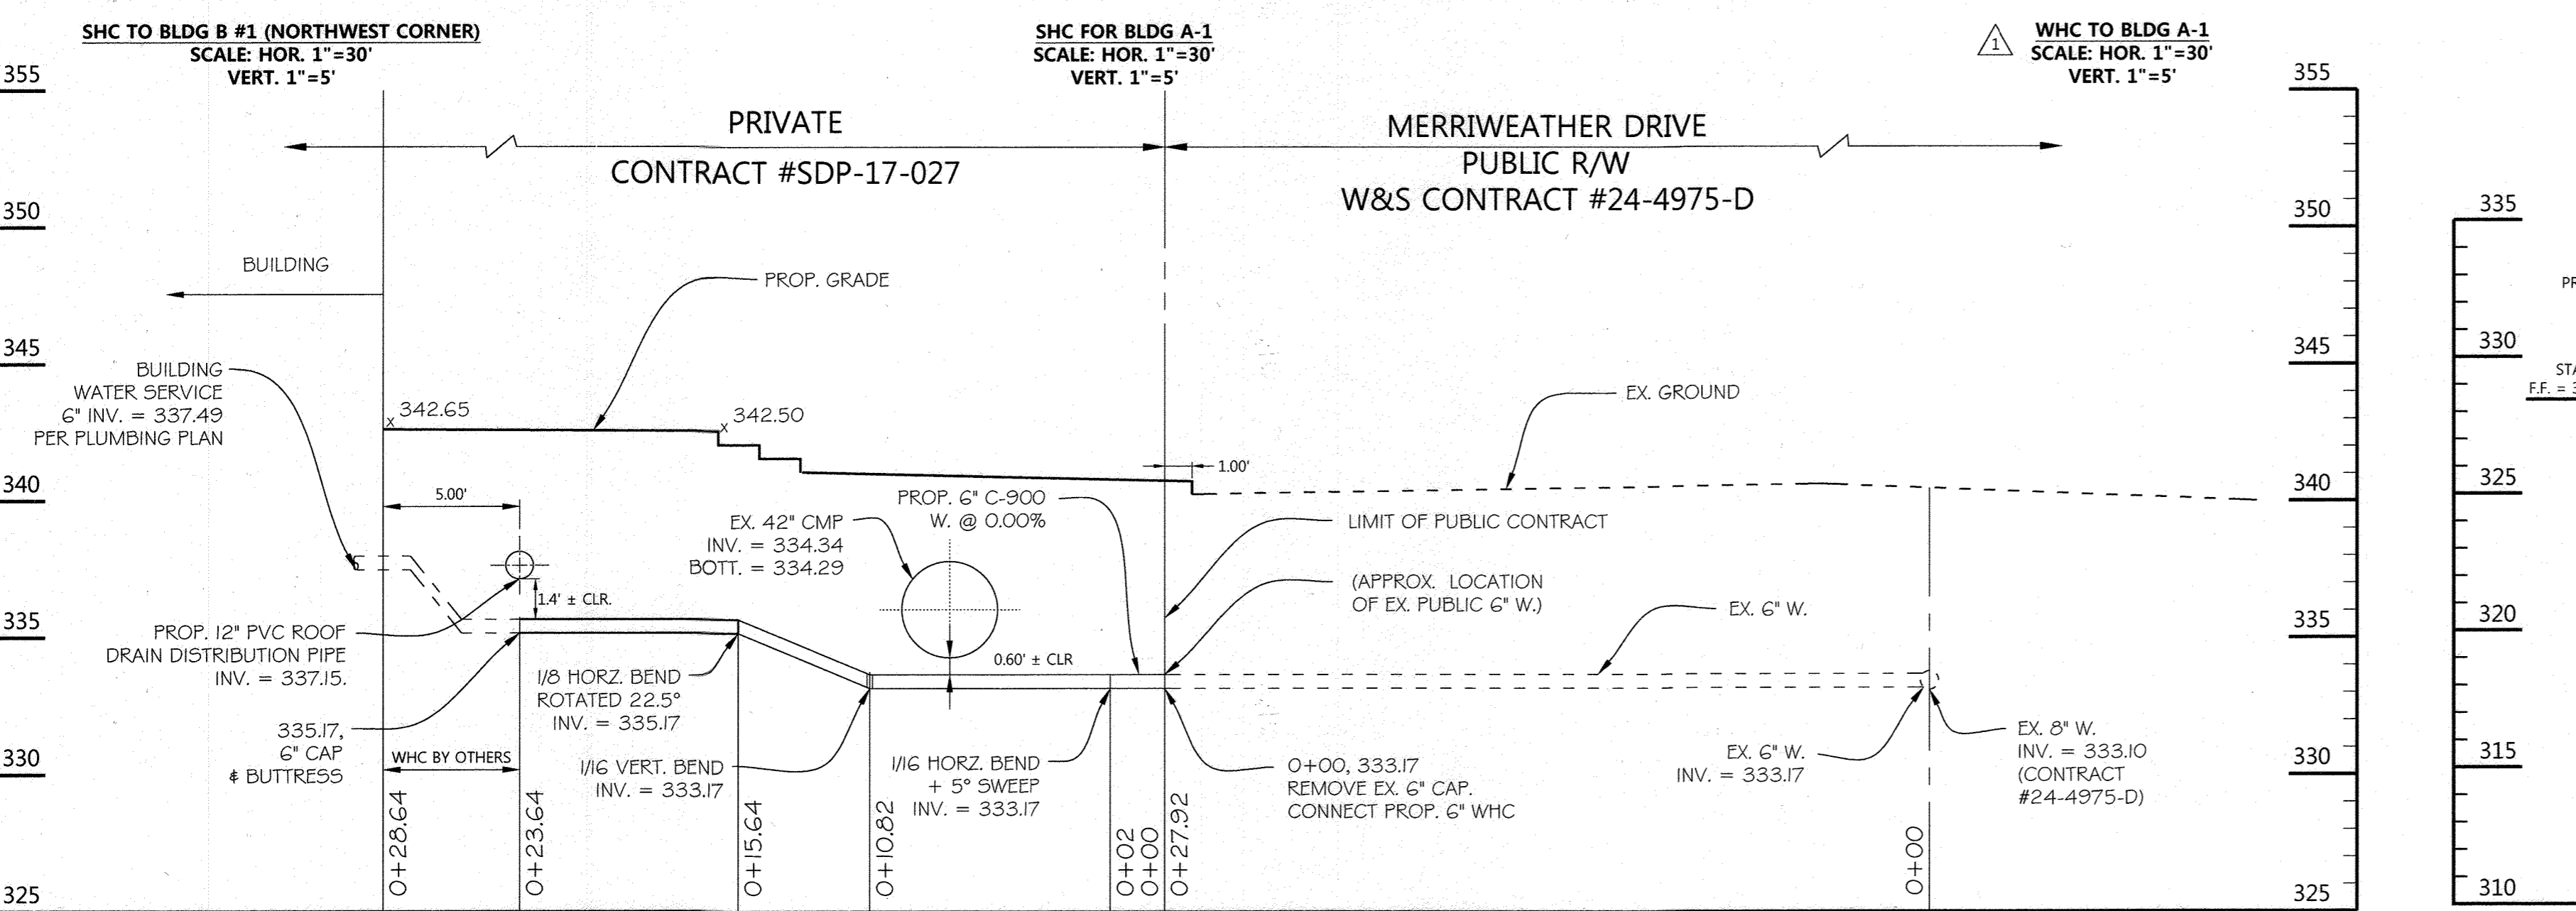 SHC TO BLDG B #1 (NORTHWEST CORNER)
SCALE: HOR. 1"=30'
VERT. 1"=5'
SHC FOR BLDG A-1
SCALE: HOR. 1"=30'
VERT. 1"=5'
1
WHC TO BLDG A-1
SCALE: HOR. 1"=30'
VERT. 1"=5'
355
350
345
340
335
330
325
PRIVATE
CONTRACT #SDP-17-027
MERRIWEATHER DRIVE
PUBLIC R/W
W&S CONTRACT #24-4975-D
BUILDING
PROP. GRADE
BUILDING
WATER SERVICE
6" INV. = 337.49
PER PLUMBING PLAN
x 342.65
x 342.50
EX. GROUND
1.00'
5.00'
PROP. 6" C-900
W. @ 0.00%
EX. 42" CMP
INV. = 334.34
BOTT. = 334.29
LIMIT OF PUBLIC CONTRACT
(APPROX. LOCATION
OF EX. PUBLIC 6" W.)
EX. 6" W.
1.4' ± CLR.
0.60' ± CLR
PROP. 12" PVC ROOF
DRAIN DISTRIBUTION PIPE
INV. = 337.15.
1/8 HORZ. BEND
ROTATED 22.5°
INV. = 335.17
335.17,
6" CAP
& BUTTRESS
WHC BY OTHERS
1/16 VERT. BEND
INV. = 333.17
1/16 HORZ. BEND
+ 5° SWEEP
INV. = 333.17
0+00, 333.17
REMOVE EX. 6" CAP.
CONNECT PROP. 6" WHC
EX. 6" W.
INV. = 333.17
EX. 8" W.
INV. = 333.10
(CONTRACT
#24-4975-D)
0+28.64
0+23.64
0+15.64
0+10.82
0+02
0+00
0+27.92
0+00
355
350
345
340
335
330
325
335
330
325
320
315
310
PR
STA
F.F. = 3